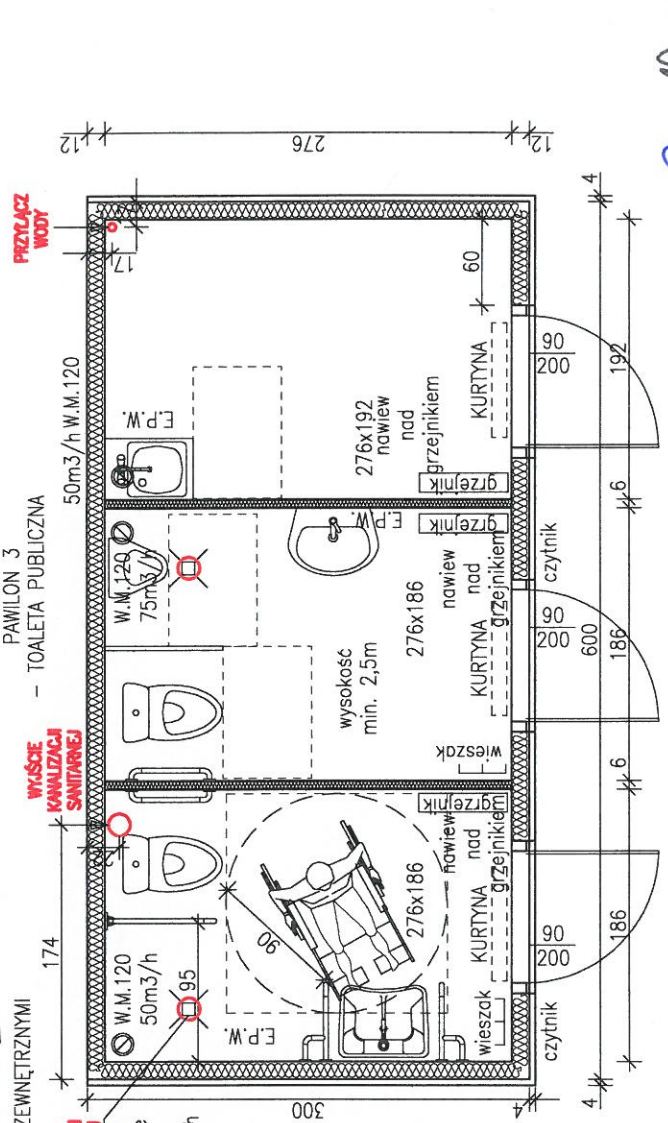 PAWILON 3
– TOALETA PUBLICZNA
PRZYŁĄCZ
WODY
WYJŚCIE
KANALIZACJI
SANITARNEJ
ZEWNĘTRZNYMI
174
50m3/h W.M.120
12
276
12
17
E.P.W.
W.M.120
75m3/h
W.M.120
50m3/h
95
E.P.W.
E.P.W.
90
276x192
nawiew
nad
grzejnikiem
grzejnik
KURTYNA
60
wysokość
min. 2,5m
276x186
nawiew
nad
grzejnikiem
grzejnik
KURTYNA
wieszak
276x186
nawiew
nad
grzejnikiem
grzejnik
KURTYNA
wieszak
czytnik
90
200
czytnik
90
200
90
200
300
4
4
600
4
186
6
186
6
192